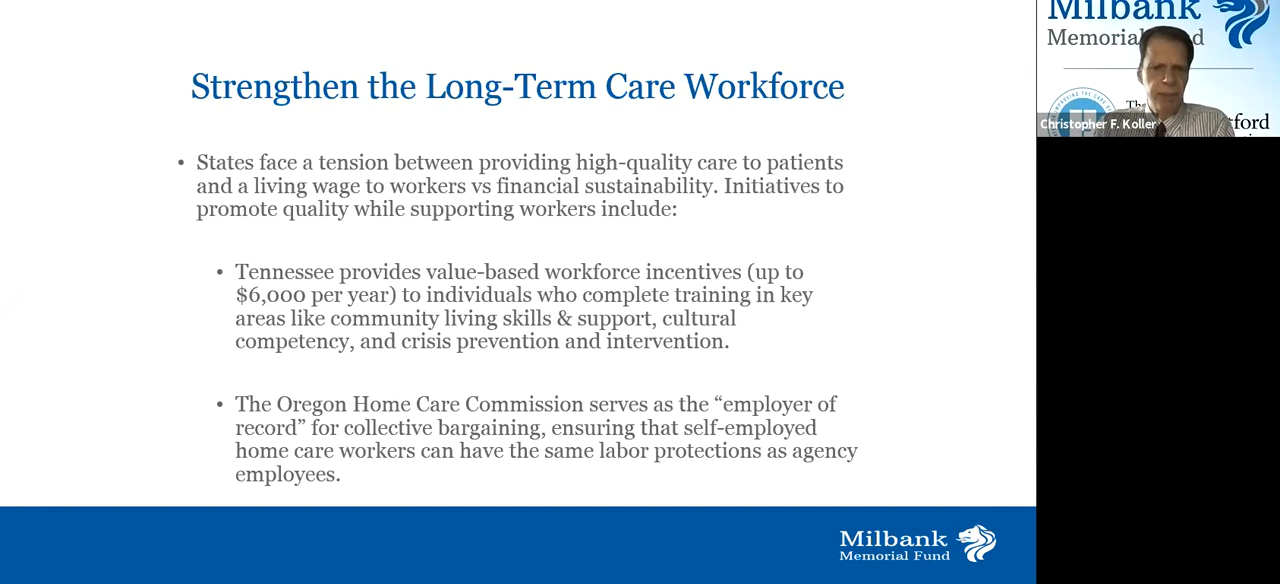 Strengthen the Long-Term Care Workforce
• States face a tension between providing high-quality care to patients
and a living wage to workers vs financial sustainability. Initiatives to
promote quality while supporting workers include:
• Tennessee provides value-based workforce incentives (up to
$6,000 per year) to individuals who complete training in key
areas like community living skills & support, cultural
competency, and crisis prevention and intervention.
• The Oregon Home Care Commission serves as the “employer of
record” for collective bargaining, ensuring that self-employed
home care workers can have the same labor protections as agency
employees.
Milbank
Memorial Fund
Milbank
Memorial
Christopher F. Koller